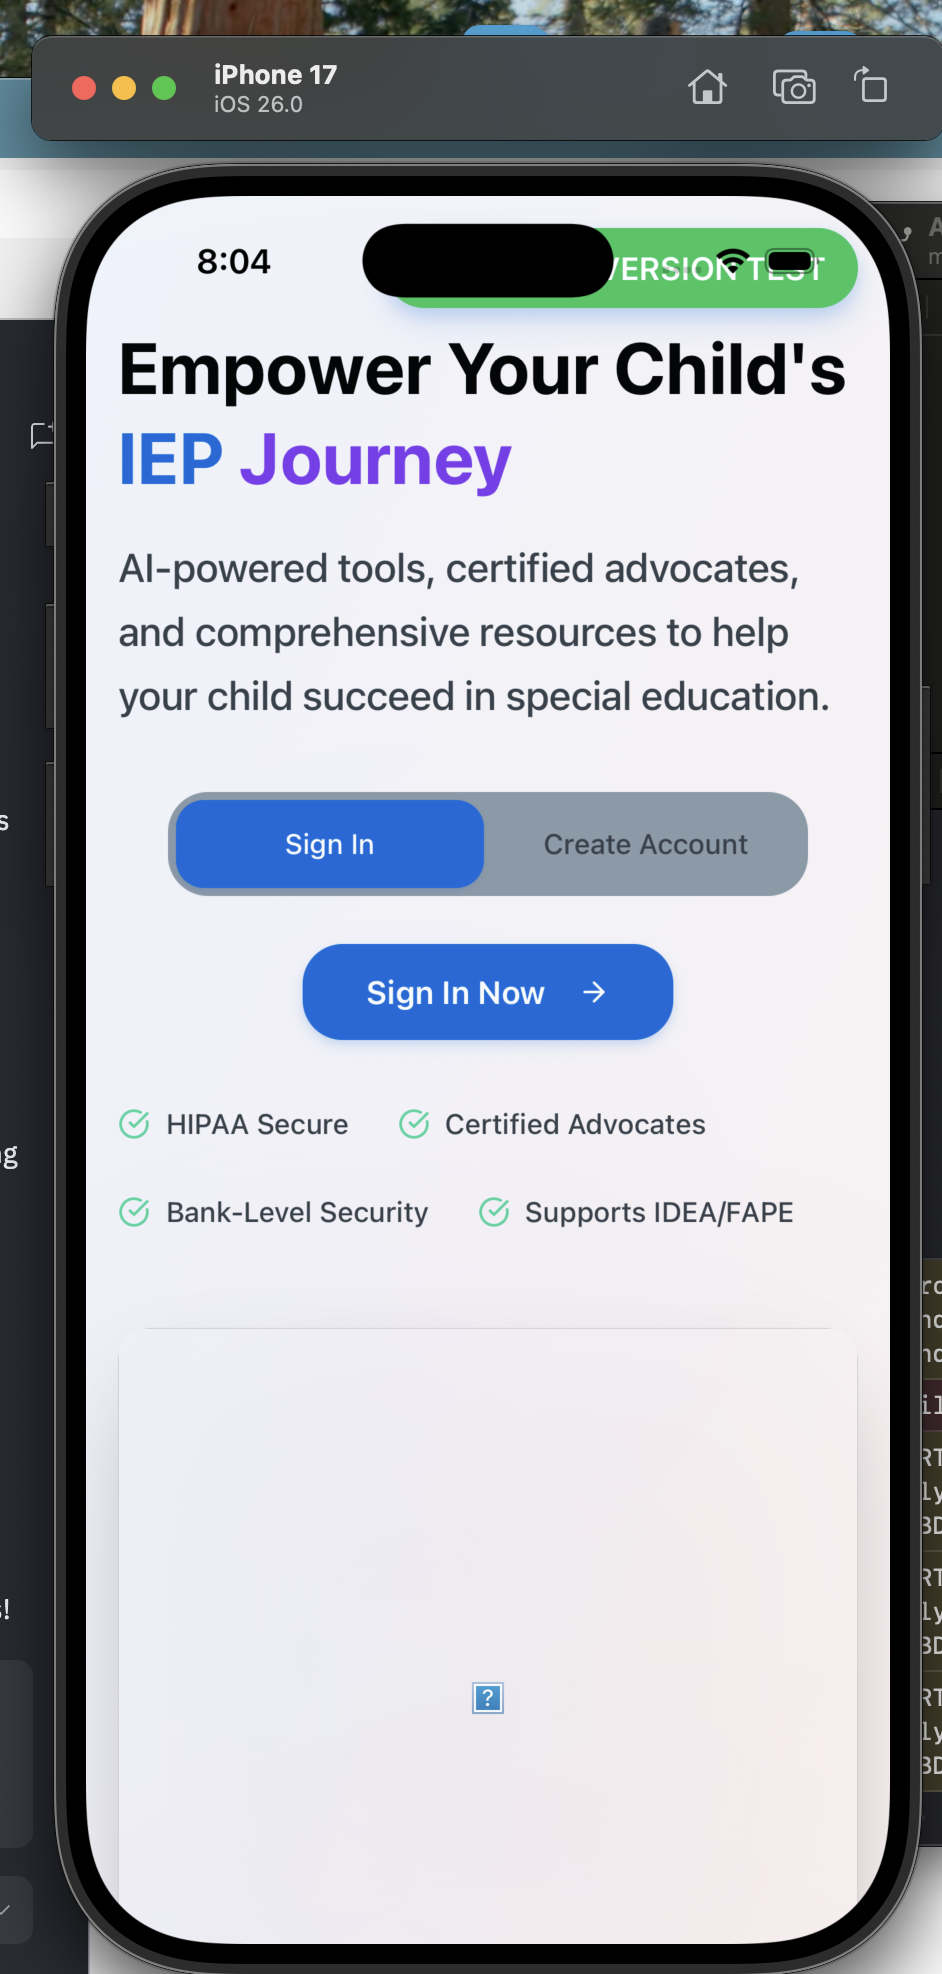 iPhone 17
iOS 26.0
8:04
VERSION TEST
Empower Your Child's
IEP Journey
AI-powered tools, certified advocates,
and comprehensive resources to help
your child succeed in special education.
Sign In
Create Account
Sign In Now
HIPAA Secure
Certified Advocates
Bank-Level Security
Supports IDEA/FAPE
?